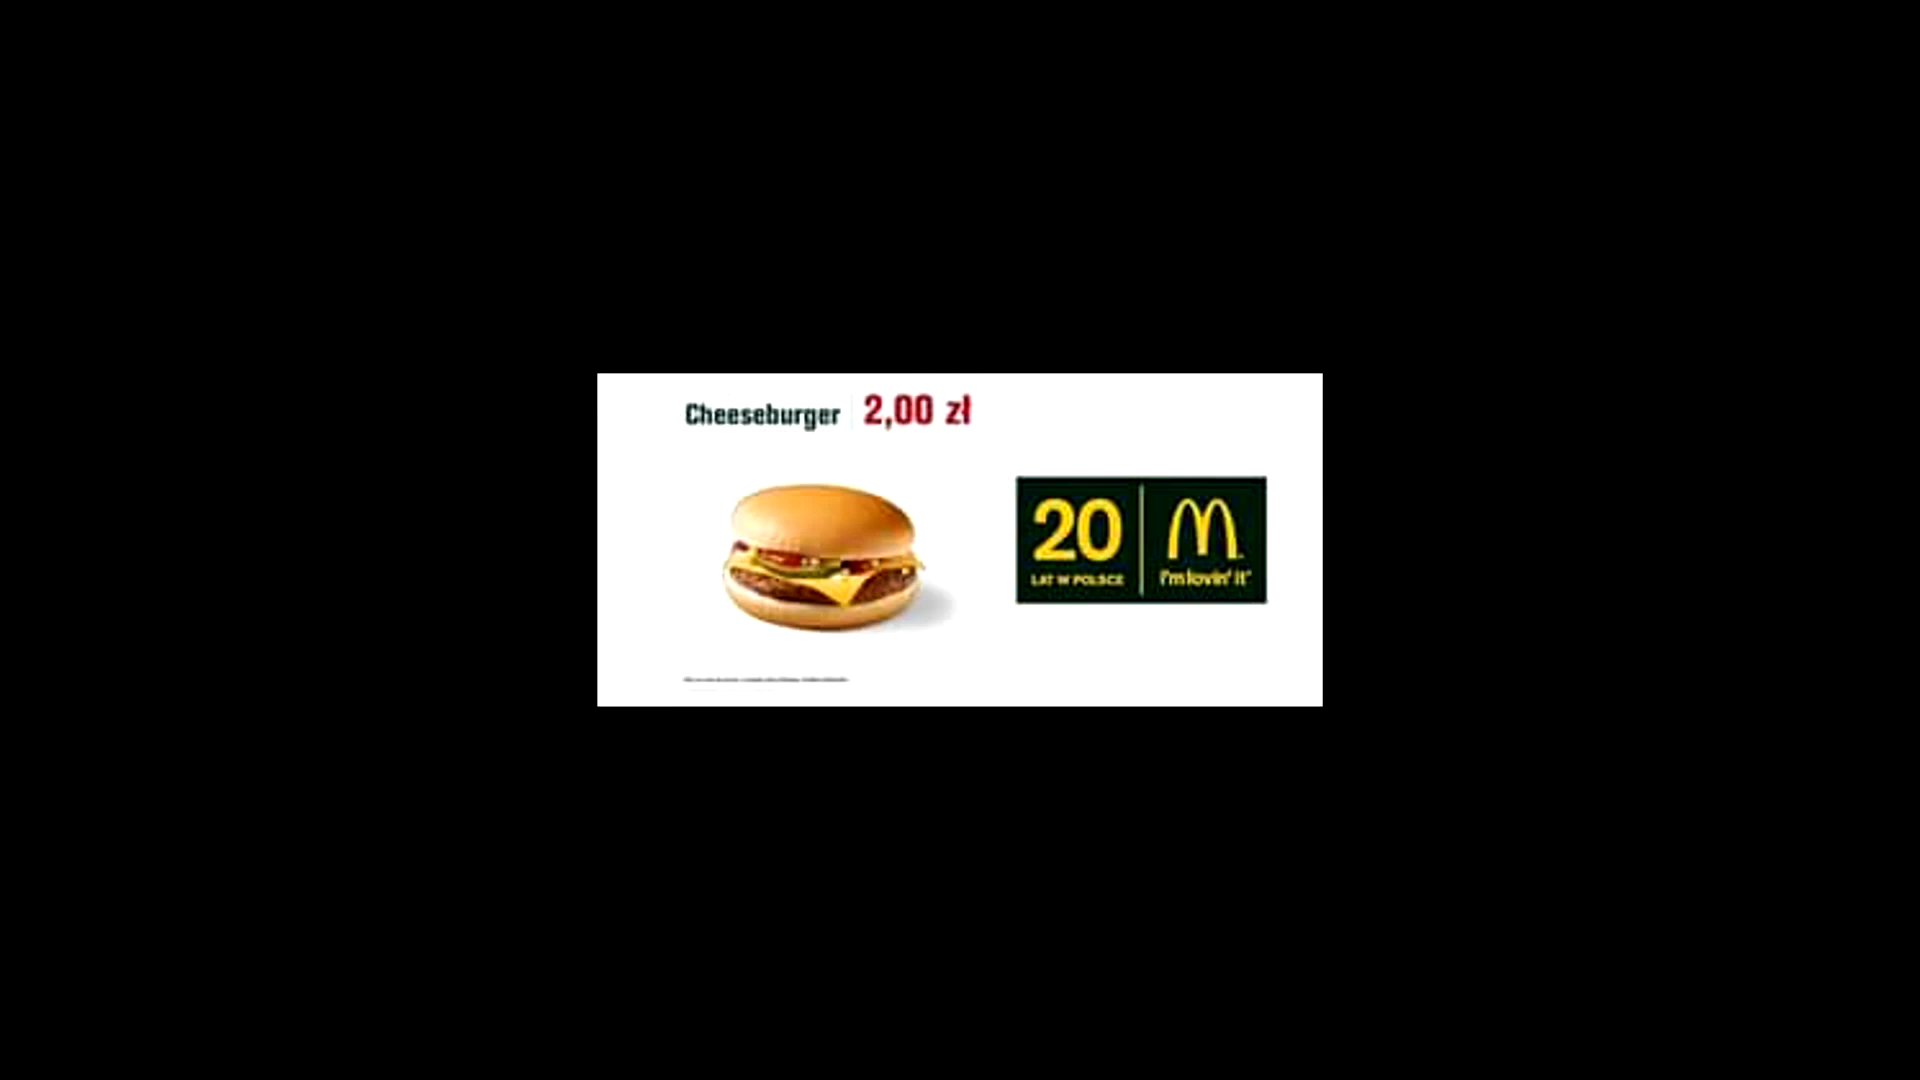 Cheeseburger 2,00 zł
20
LAT W POLSCE
M
i'm lovin' it